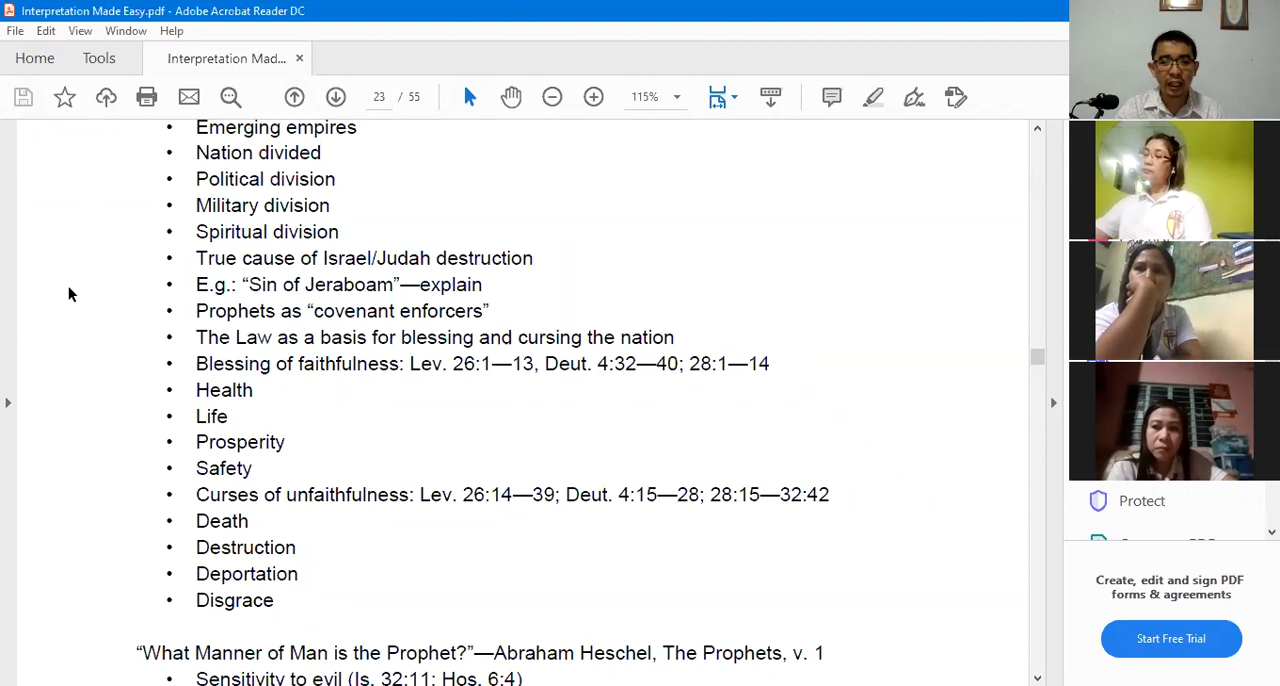 Interpretation Made Easy.pdf - Adobe Acrobat Reader DC
File Edit View Window Help
Home Tools Interpretation Mad... ×
23 / 55 115%
• Emerging empires
• Nation divided
• Political division
• Military division
• Spiritual division
• True cause of Israel/Judah destruction
• E.g.: “Sin of Jeraboam”—explain
• Prophets as “covenant enforcers”
• The Law as a basis for blessing and cursing the nation
• Blessing of faithfulness: Lev. 26:1—13, Deut. 4:32—40; 28:1—14
• Health
• Life
• Prosperity
• Safety
• Curses of unfaithfulness: Lev. 26:14—39; Deut. 4:15—28; 28:15—32:42
• Death
• Destruction
• Deportation
• Disgrace
“What Manner of Man is the Prophet?”—Abraham Heschel, The Prophets, v. 1
• Sensitivity to evil (Is. 32:11; Hos. 6:4)
Protect
Create, edit and sign PDF
forms & agreements
Start Free Trial